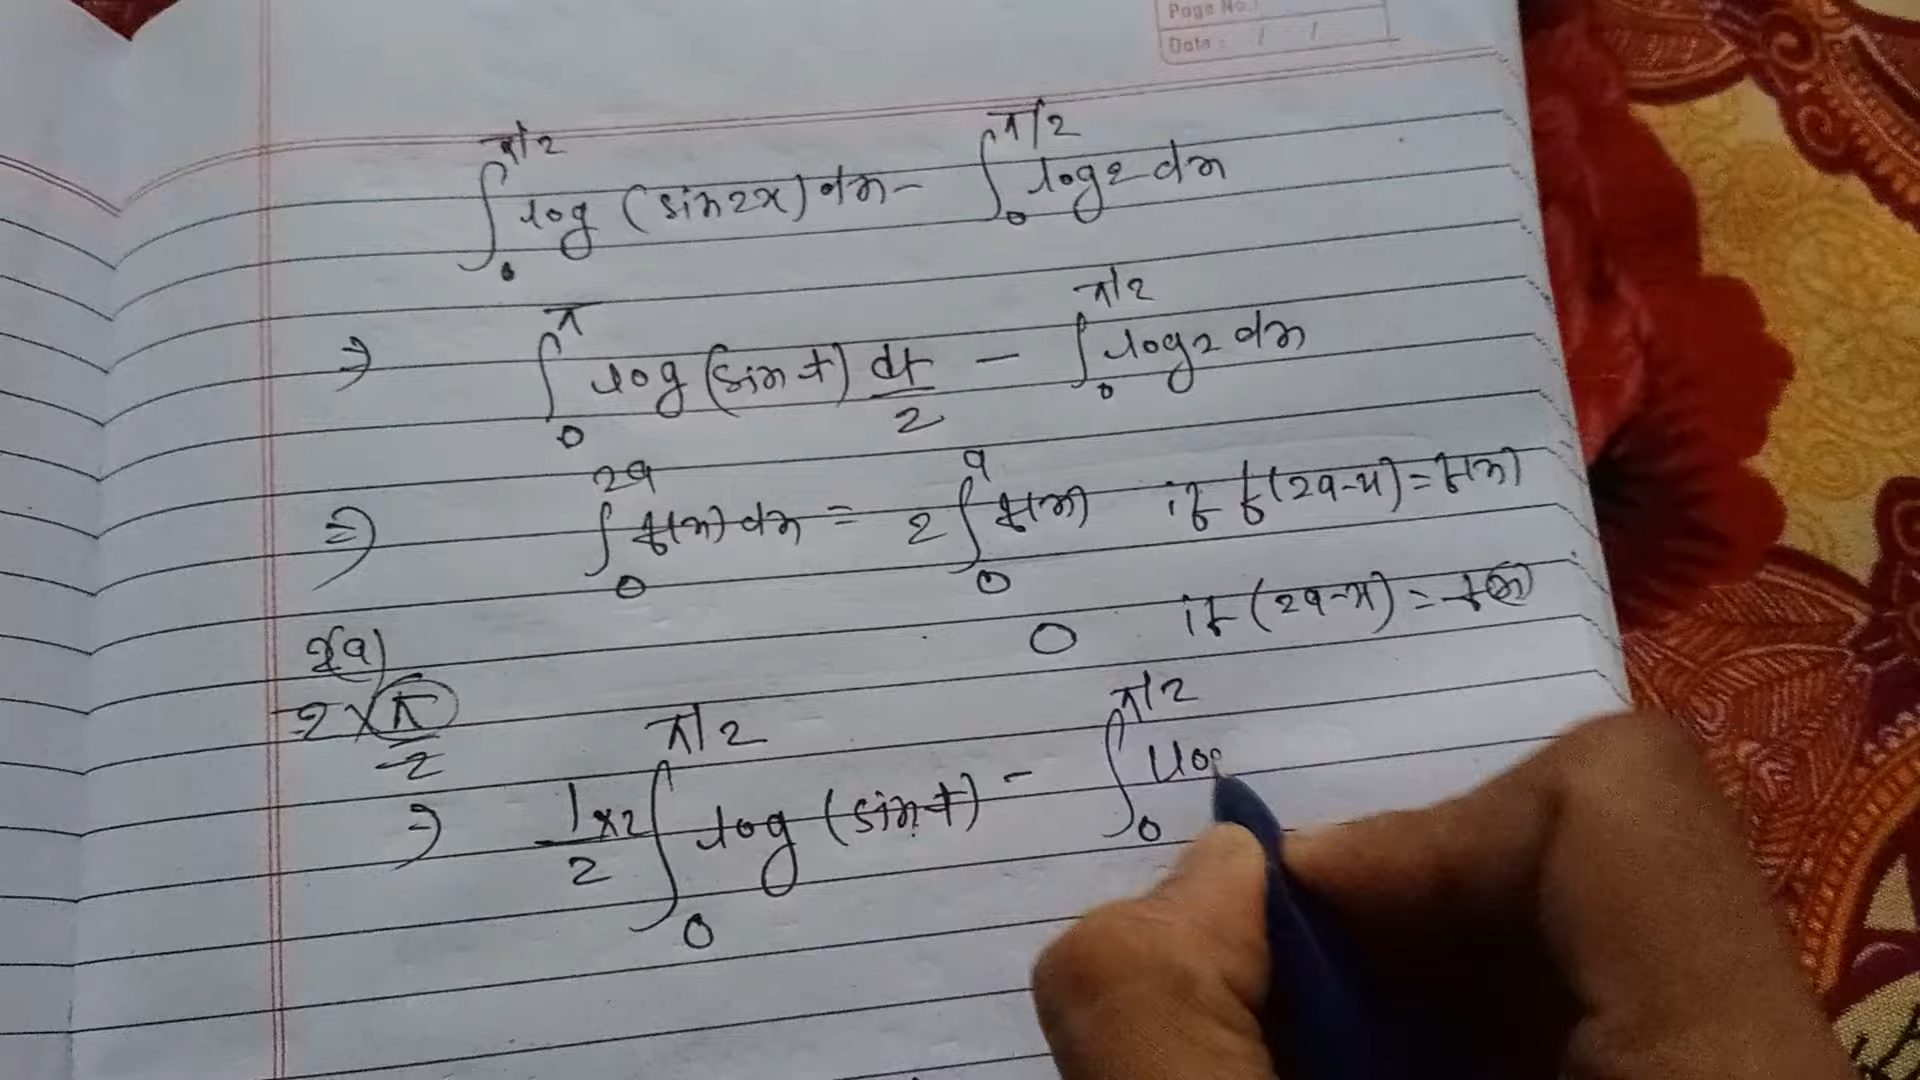 Page No.:
Date: / /
∫₀^{π/2} log (sin2x) dx - ∫₀^{π/2} log2 dx
⇒ ∫₀^{π} log (sin t) dt/2 - ∫₀^{π/2} log2 dx
⇒ ∫₀^{2a} f(x) dx = 2 ∫₀^{a} f(x) if f(2a-x) = f(x)
0 if (2a-x) = -f(x)
2(a)
2 × π/2
⇒ 1×2/2 ∫₀^{π/2} log (sin t) - ∫₀^{π/2} log